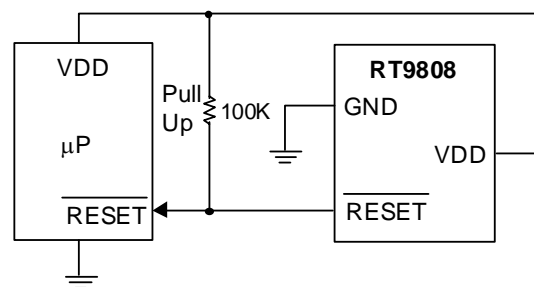 VDD
μP
RESET
Pull
Up
100K
RT9808
GND
VDD
RESET